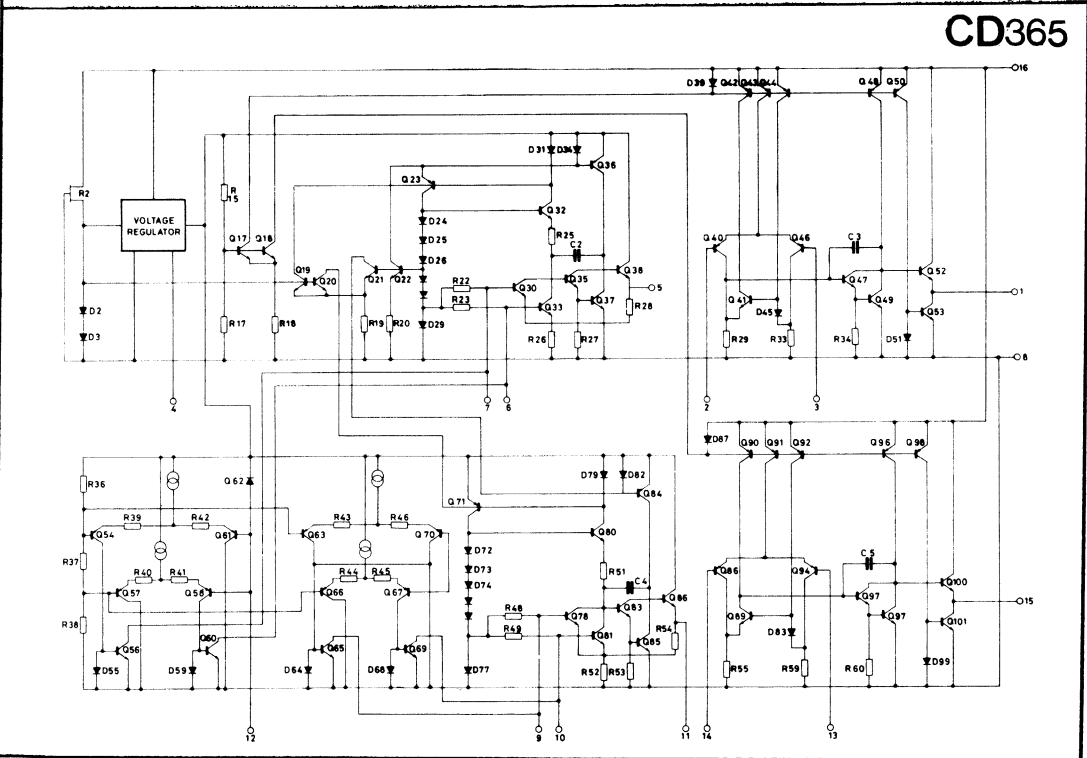 CD365
16
D39 Q42 Q43 Q44 Q48 Q50
D31 D34
Q36
Q23
R2
R
15
VOLTAGE
REGULATOR
Q32
D24
R25
D25
C2
D26
Q17 Q18
Q40 Q46
C3
Q19
Q20
Q21 Q22
R22
Q30
Q35
Q38
Q47
Q52
R23
5
1
Q33
Q37
R28
Q41
Q49
D2
D45
Q53
R17 R18
R19 R20
D29
D3
R26 R27
R29 R33
R34
D51
8
4
7 6
2 3
D87
Q90 Q91 Q92
Q96 Q98
R36
Q62
D79 D82
Q84
Q71
R39 R42
R43 R46
Q54 Q61
Q63 Q70
Q80
D72
R37
D73
R51
R40 R41
R44 R45
D74
C4
Q86 Q94
C5
Q57 Q58
Q66 Q67
R48
Q78
Q83
Q86
Q97
Q100
15
R38
R49
Q81
Q85
R54
Q89
D83
Q97
Q101
Q56
Q60
Q65
Q69
D55 D59
D64 D68
D77
R52 R53
R55 R59
R60
D99
12
9 10
11 14
13